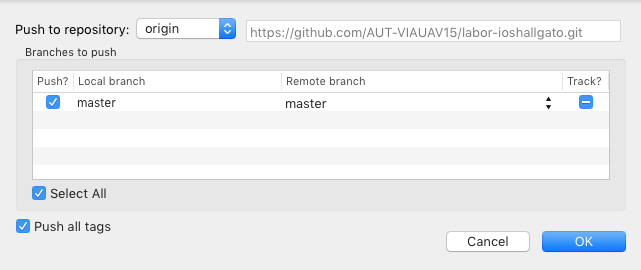 Push to repository: origin https://github.com/AUT-VIAUAV15/labor-ioshallgato.git
Branches to push
Push? Local branch Remote branch Track?
master master
Select All
Push all tags
Cancel OK